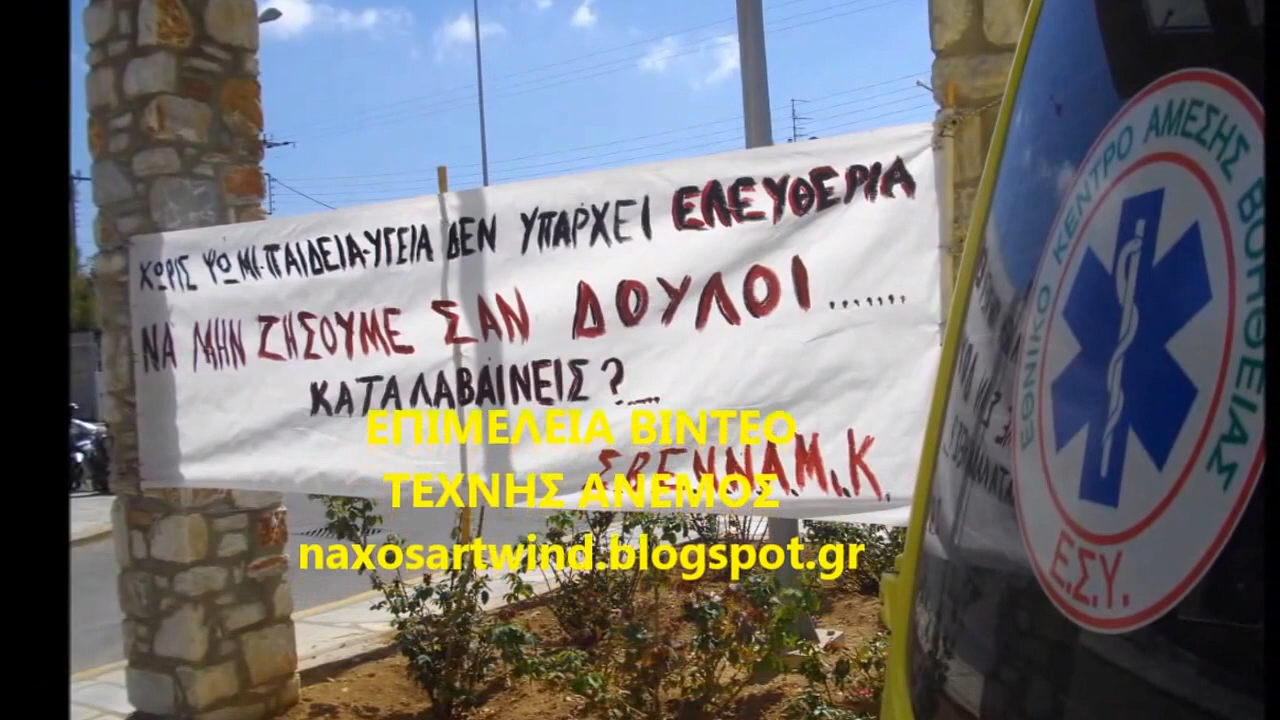 ΧΩΡΙΣ ΨΩΜΙ-ΠΑΙΔΕΙΑ-ΥΓΕΙΑ ΔΕΝ ΥΠΑΡΧΕΙ ΕΛΕΥΘΕΡΙΑ
ΝΑ ΜΗΝ ΖΗΣΟΥΜΕ ΣΑΝ ΔΟΥΛΟΙ........
ΚΑΤΑΛΑΒΑΙΝΕΙΣ?.....
ΕΠΙΜΕΛΕΙΑ ΒΙΝΤΕΟ
ΤΕΧΝΗΣ ΑΝΕΜΟΣ
naxosartwind.blogspot.gr
ΕΘΝΙΚΟ ΚΕΝΤΡΟ ΑΜΕΣΗΣ ΒΟΗΘΕΙΑΣ
Ε.Σ.Υ.